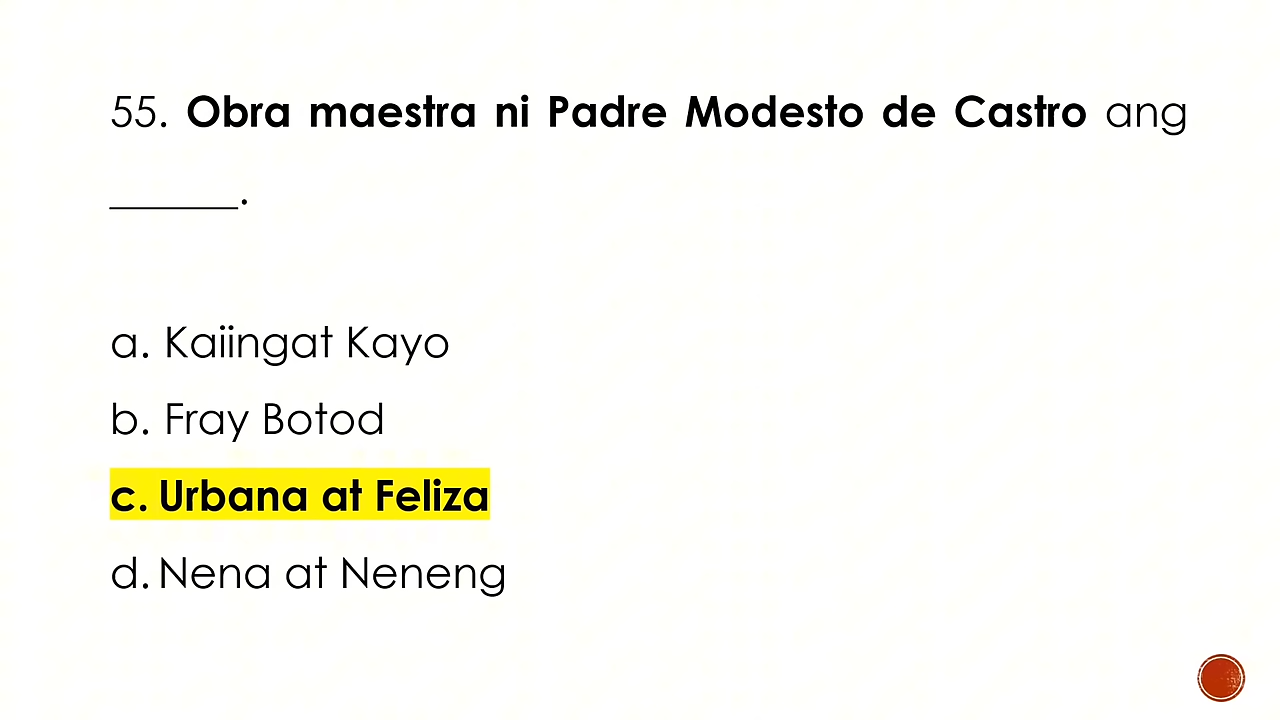 55. Obra maestra ni Padre Modesto de Castro ang
______.
a. Kaiingat Kayo
b. Fray Botod
c. Urbana at Feliza
d. Nena at Neneng